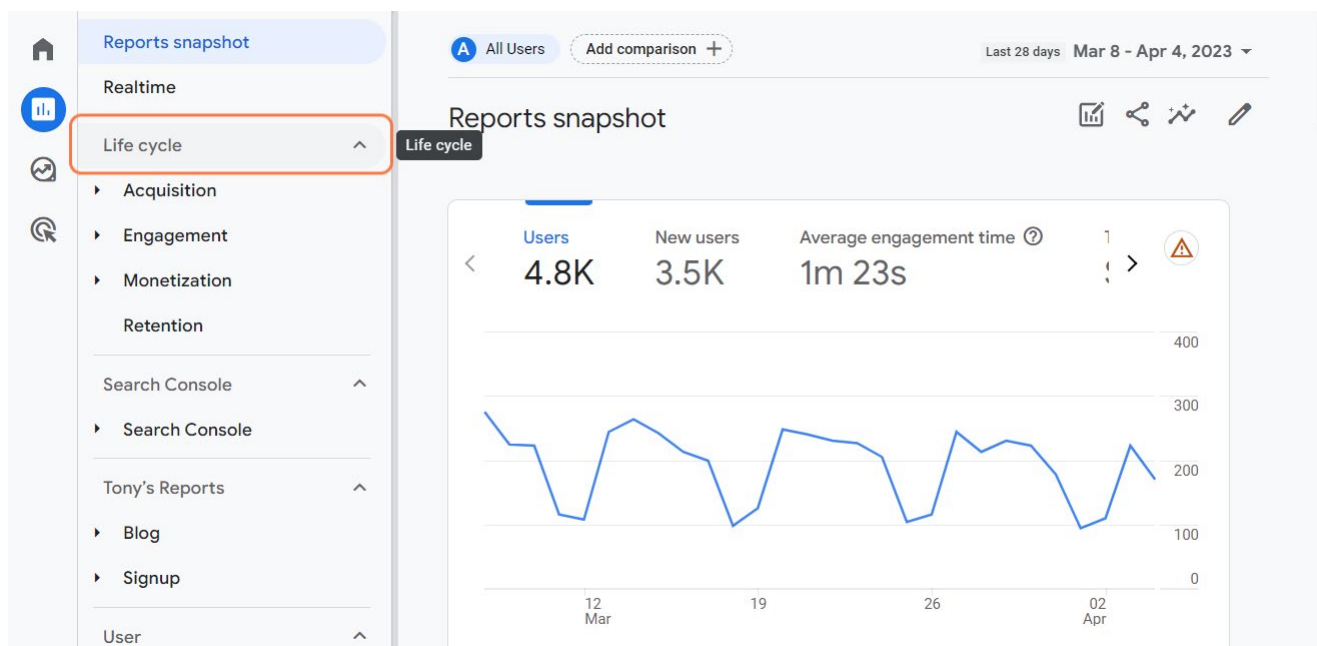 Reports snapshot
Realtime
Life cycle
Acquisition
Engagement
Monetization
Retention
Search Console
Search Console
Tony's Reports
Blog
Signup
User
Life cycle
A All Users
Add comparison +
Last 28 days Mar 8 - Apr 4, 2023
Reports snapshot
Users New users Average engagement time
4.8K 3.5K 1m 23s
400
300
200
100
0
12 19 26 02
Mar Apr